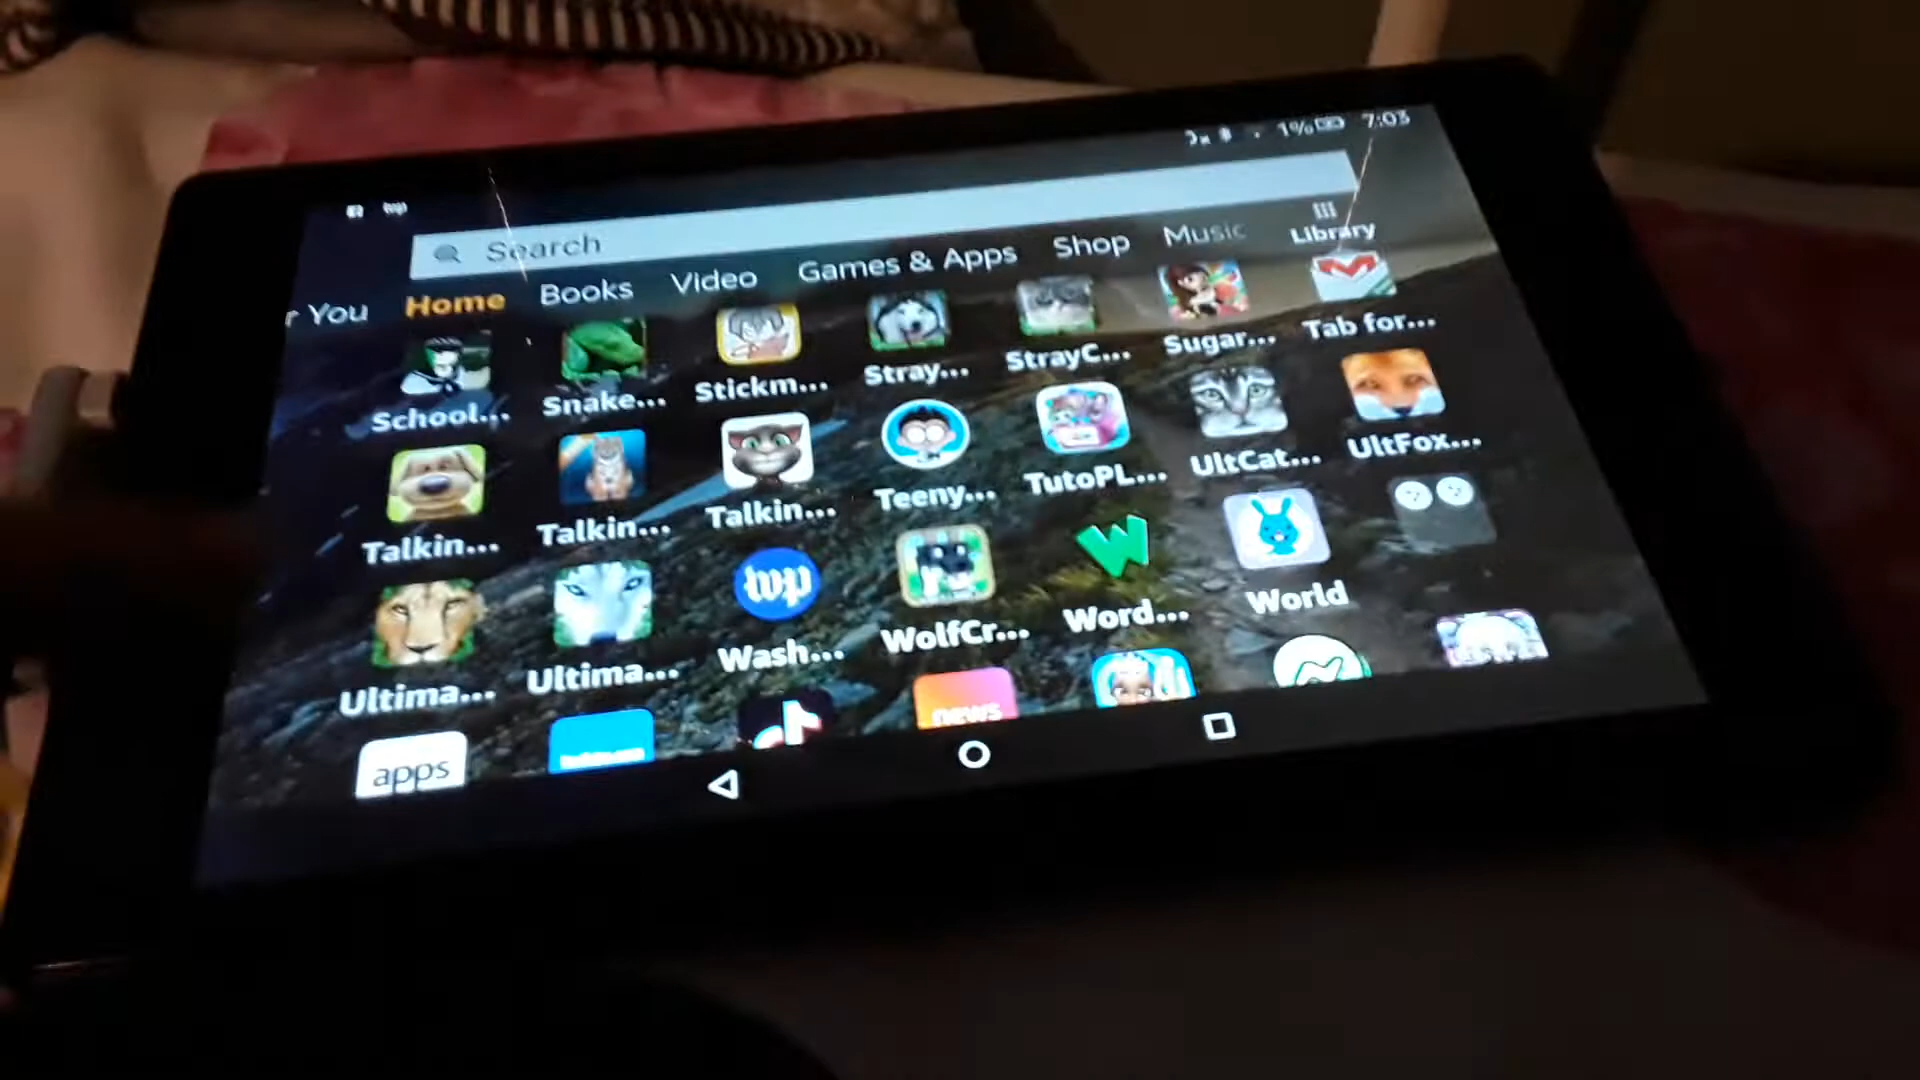 1% 7:03
wp
Search
r You Home Books Video Games & Apps Shop Music Library
School... Snake... Stickm... Stray... StrayC... Sugar... Tab for...
Talkin... Talkin... Talkin... Teeny... TutoPL... UltCat... UltFox...
wp
Ultima... Ultima... Wash... WolfCr... Word... World
apps
news